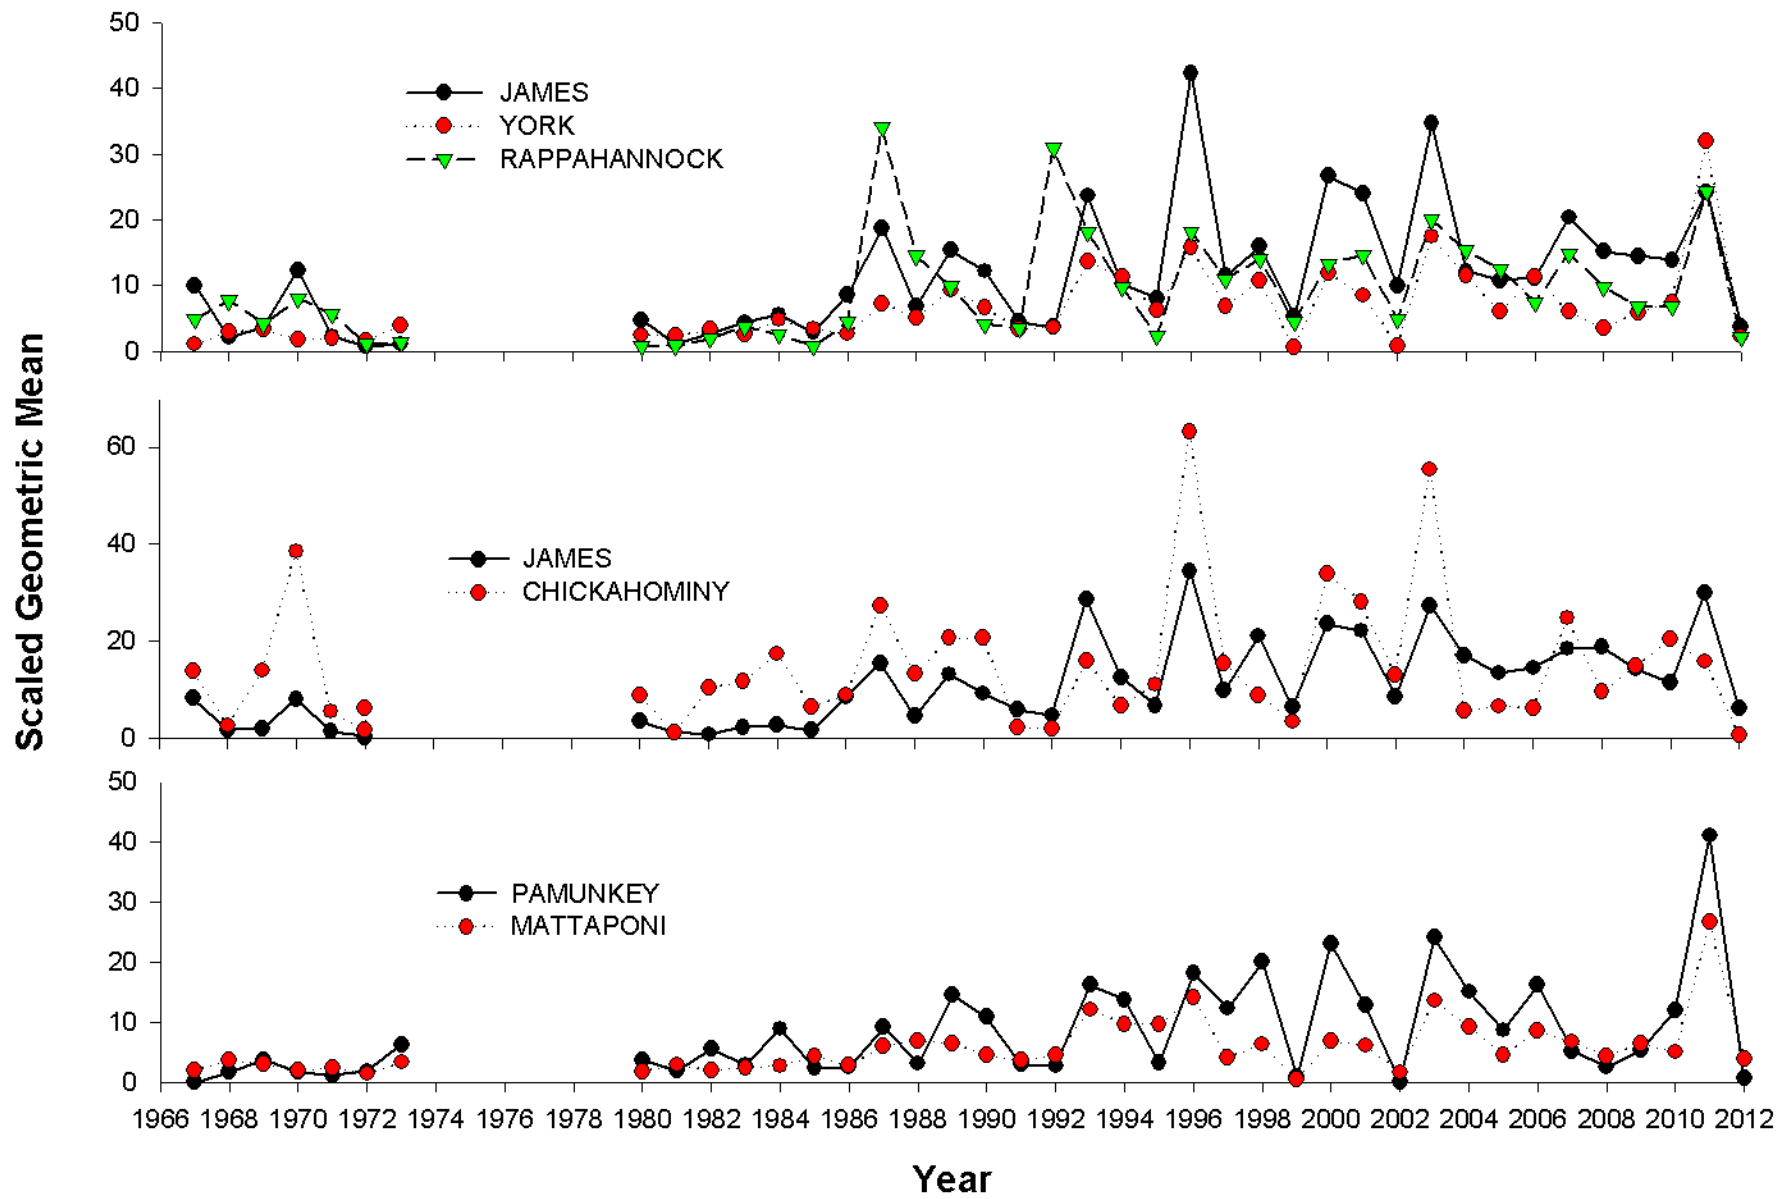 Scaled Geometric Mean
50
40
30
20
10
0
JAMES
YORK
RAPPAHANNOCK
60
40
20
0
JAMES
CHICKAHOMINY
50
40
30
20
10
0
PAMUNKEY
MATTAPONI
1966 1968 1970 1972 1974 1976 1978 1980 1982 1984 1986 1988 1990 1992 1994 1996 1998 2000 2002 2004 2006 2008 2010 2012
Year